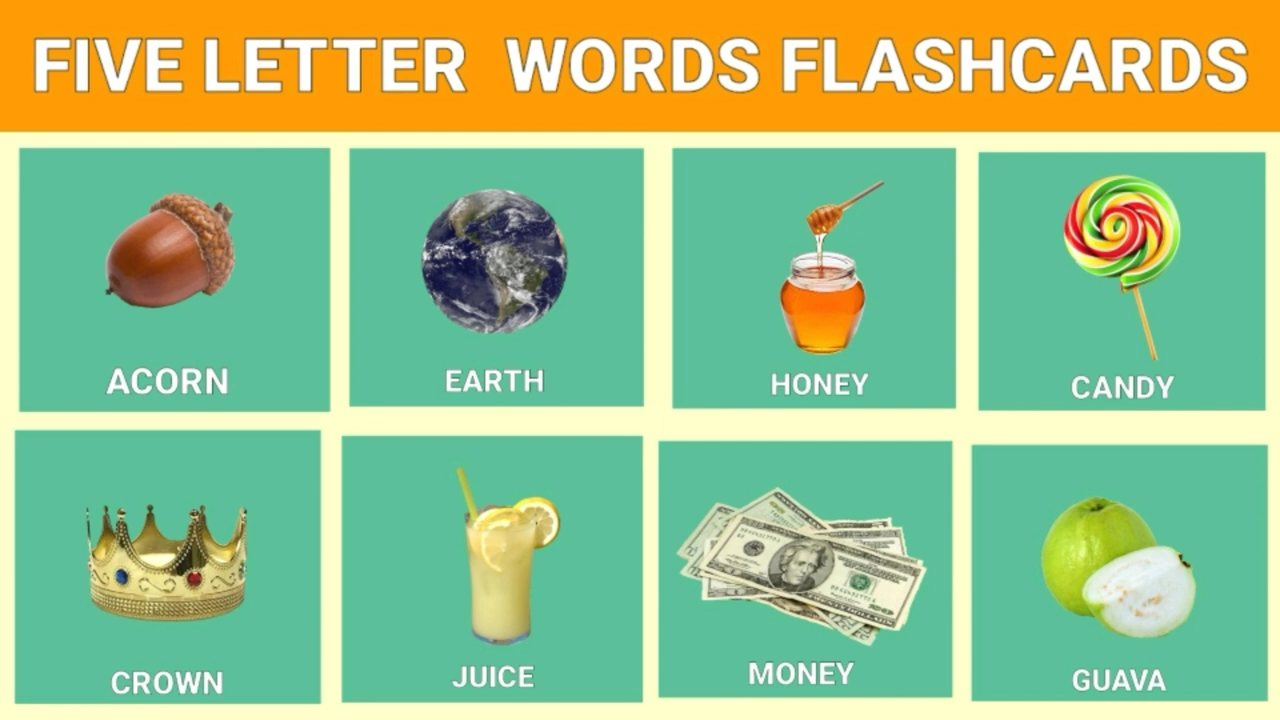 FIVE LETTER WORDS FLASHCARDS
ACORN
EARTH
HONEY
CANDY
CROWN
JUICE
MONEY
GUAVA